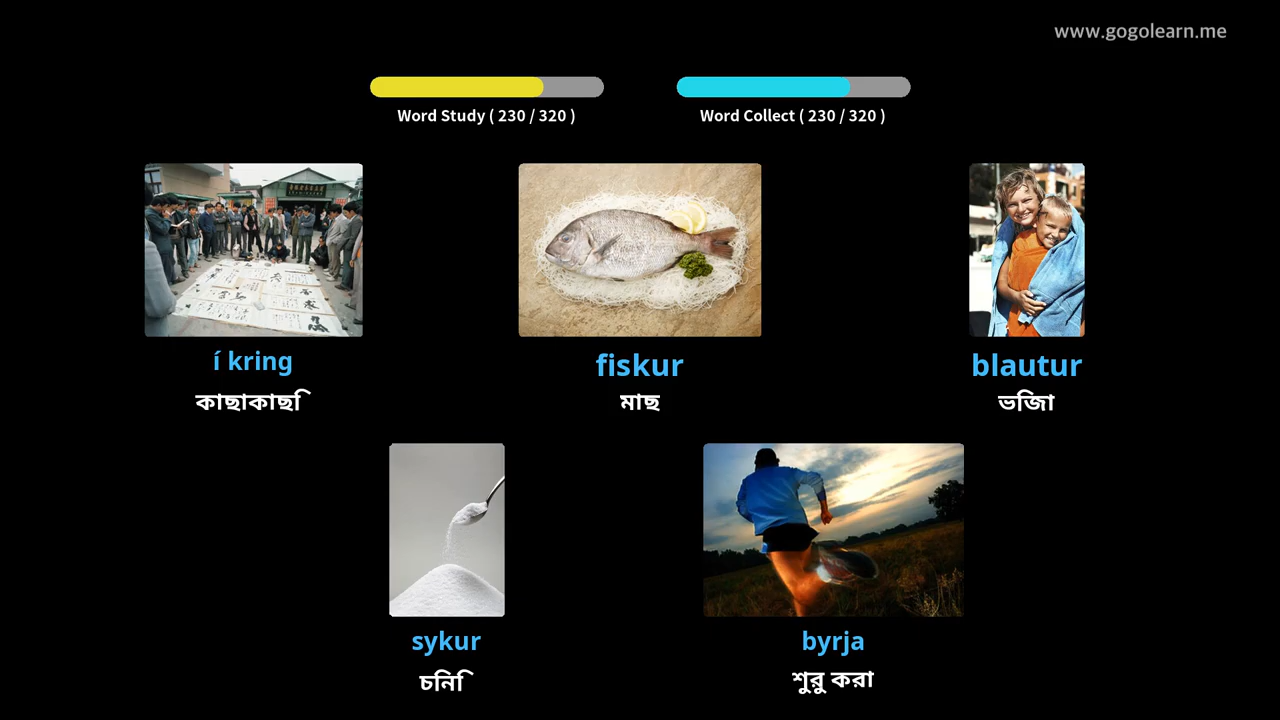 www.gogolearn.me
Word Study ( 230 / 320 )
Word Collect ( 230 / 320 )
í kring
কাছাকাছি
fiskur
মাছ
blautur
ভিজা
sykur
চিনি
byrja
শুরু করা